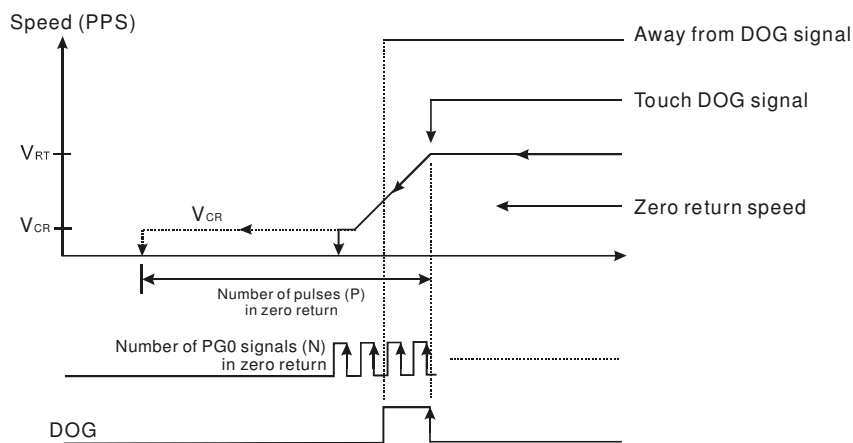 Speed (PPS)
Away from DOG signal
Touch DOG signal
VRT
VCR
Zero return speed
VCR
Number of pulses (P)
in zero return
Number of PG0 signals (N)
in zero return
DOG